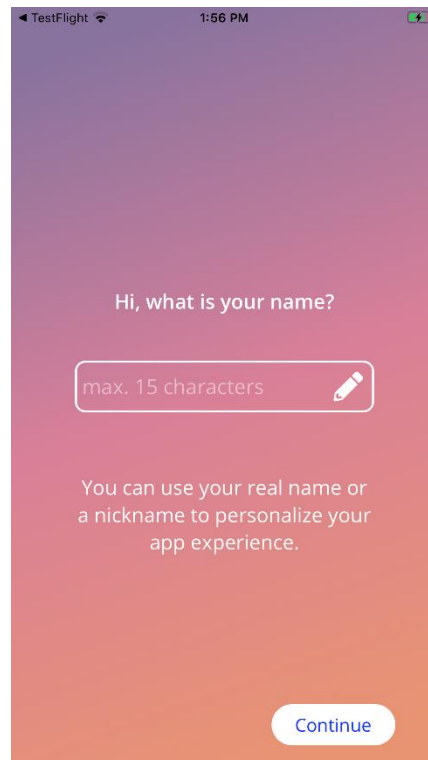 TestFlight 1:56 PM
Hi, what is your name?
max. 15 characters
You can use your real name or
a nickname to personalize your
app experience.
Continue